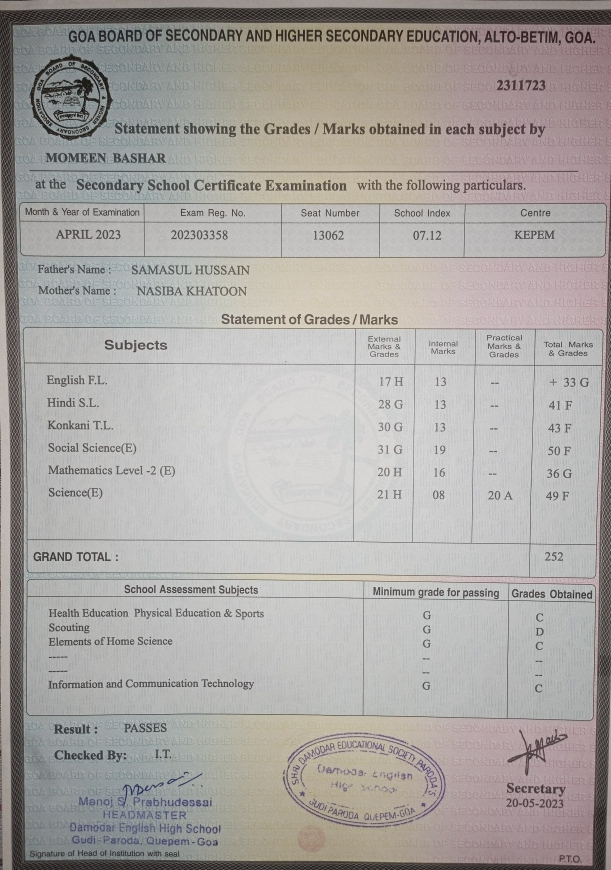 GOA BOARD OF SECONDARY AND HIGHER SECONDARY EDUCATION, ALTO-BETIM, GOA.
2311723
Statement showing the Grades / Marks obtained in each subject by
MOMEEN BASHAR
at the Secondary School Certificate Examination with the following particulars.
Month & Year of Examination Exam Reg. No. Seat Number School Index Centre
APRIL 2023 202303358 13062 07.12 KEPEM
Father's Name : SAMASUL HUSSAIN
Mother's Name : NASIBA KHATOON
Statement of Grades / Marks
Subjects External Marks & Grades Internal Marks Practical Marks & Grades Total Marks & Grades
English F.L. 17 H 13 -- + 33 G
Hindi S.L. 28 G 13 -- 41 F
Konkani T.L. 30 G 13 -- 43 F
Social Science(E) 31 G 19 -- 50 F
Mathematics Level -2 (E) 20 H 16 -- 36 G
Science(E) 21 H 08 20 A 49 F
GRAND TOTAL : 252
School Assessment Subjects Minimum grade for passing Grades Obtained
Health Education Physical Education & Sports G C
Scouting G D
Elements of Home Science G C
----- -- --
----- -- --
Information and Communication Technology G C
Result : PASSES
Checked By: I.T.
Manoj S. Prabhudessai
HEADMASTER
Damodar English High School
Gudi-Paroda, Quepem-Goa
Signature of Head of Institution with seal
SHRI DAMODAR EDUCATIONAL SOCIETY PARODA'S
Damodar English
High School
GUDI PARODA QUEPEM-GOA
Secretary
20-05-2023
P.T.O.